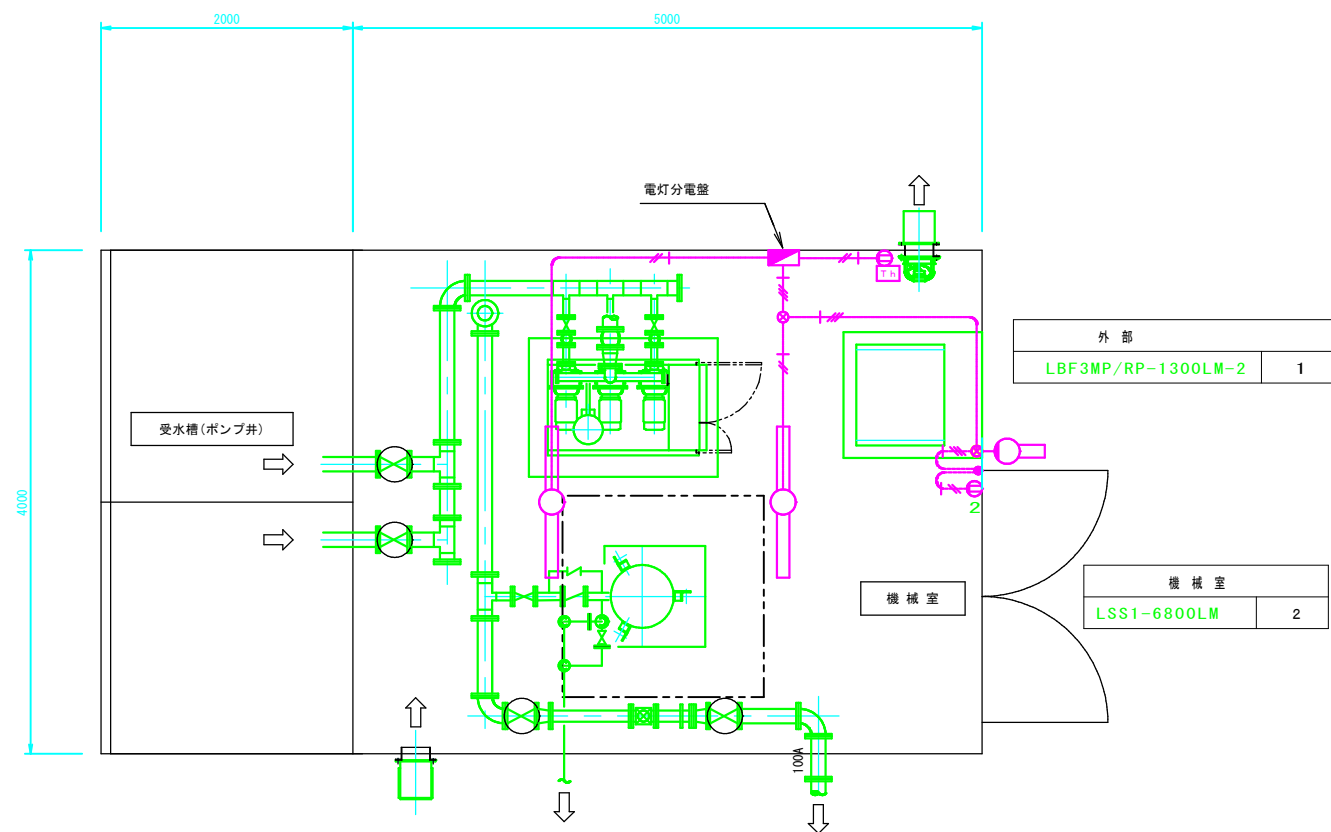 2000
5000
電灯分電盤
Th
外 部
LBF3MP/RP-1300LM-2 1
受水槽(ポンプ井)
4000
2
機 械 室
機 械 室
LSS1-6800LM 2
100A